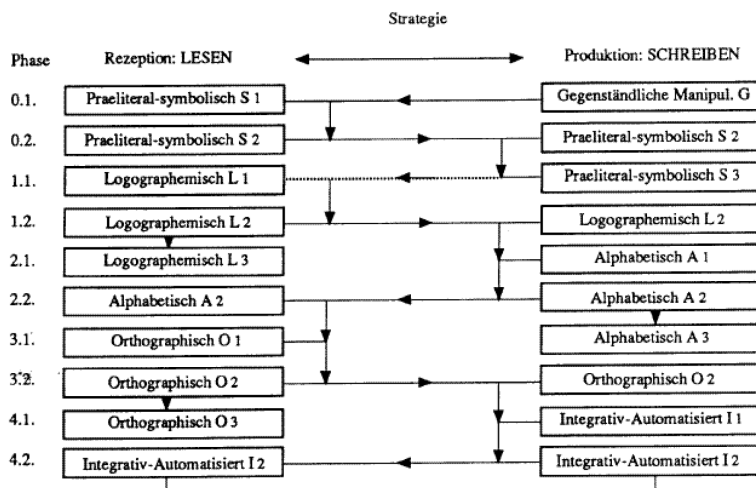 Strategie
Phase Rezeption: LESEN Produktion: SCHREIBEN
0.1. Praeliteral-symbolisch S 1 Gegenständliche Manipul. G
0.2. Praeliteral-symbolisch S 2 Praeliteral-symbolisch S 2
1.1. Logographemisch L 1 Praeliteral-symbolisch S 3
1.2. Logographemisch L 2 Logographemisch L 2
2.1. Logographemisch L 3 Alphabetisch A 1
2.2. Alphabetisch A 2 Alphabetisch A 2
3.1. Orthographisch O 1 Alphabetisch A 3
3.2. Orthographisch O 2 Orthographisch O 2
4.1. Orthographisch O 3 Integrativ-Automatisiert I 1
4.2. Integrativ-Automatisiert I 2 Integrativ-Automatisiert I 2